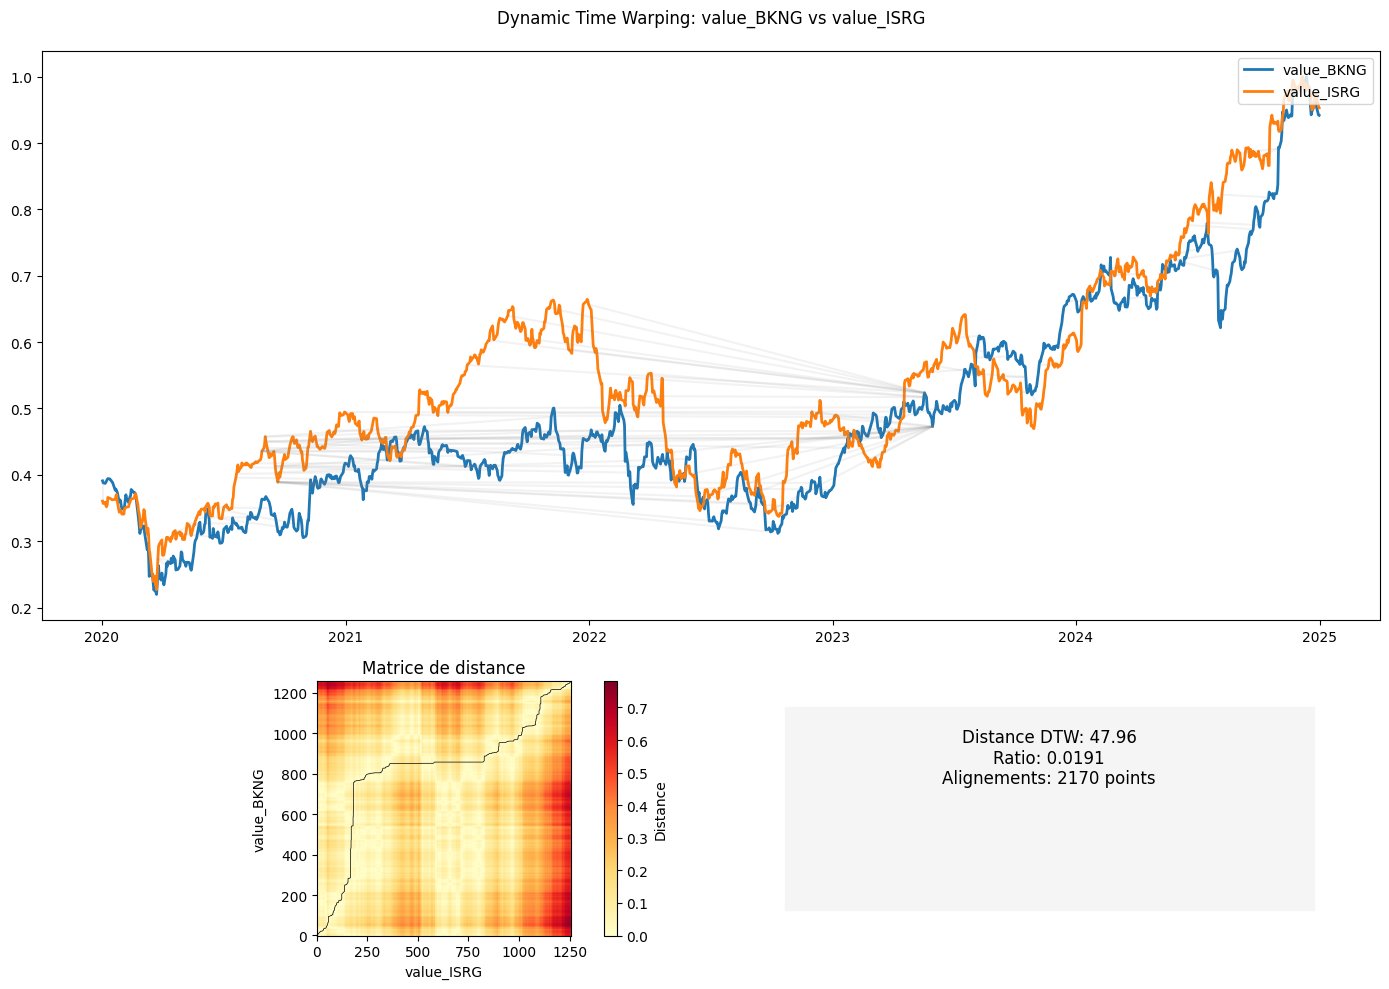 Dynamic Time Warping: value_BKNG vs value_ISRG
value_BKNG
value_ISRG
1.0
0.9
0.8
0.7
0.6
0.5
0.4
0.3
0.2
2020 2021 2022 2023 2024 2025
Matrice de distance
value_BKNG
1200
1000
800
600
400
200
0
0 250 500 750 1000 1250
value_ISRG
0.7
0.6
0.5
0.4
0.3
0.2
0.1
0.0
Distance
Distance DTW: 47.96
Ratio: 0.0191
Alignements: 2170 points